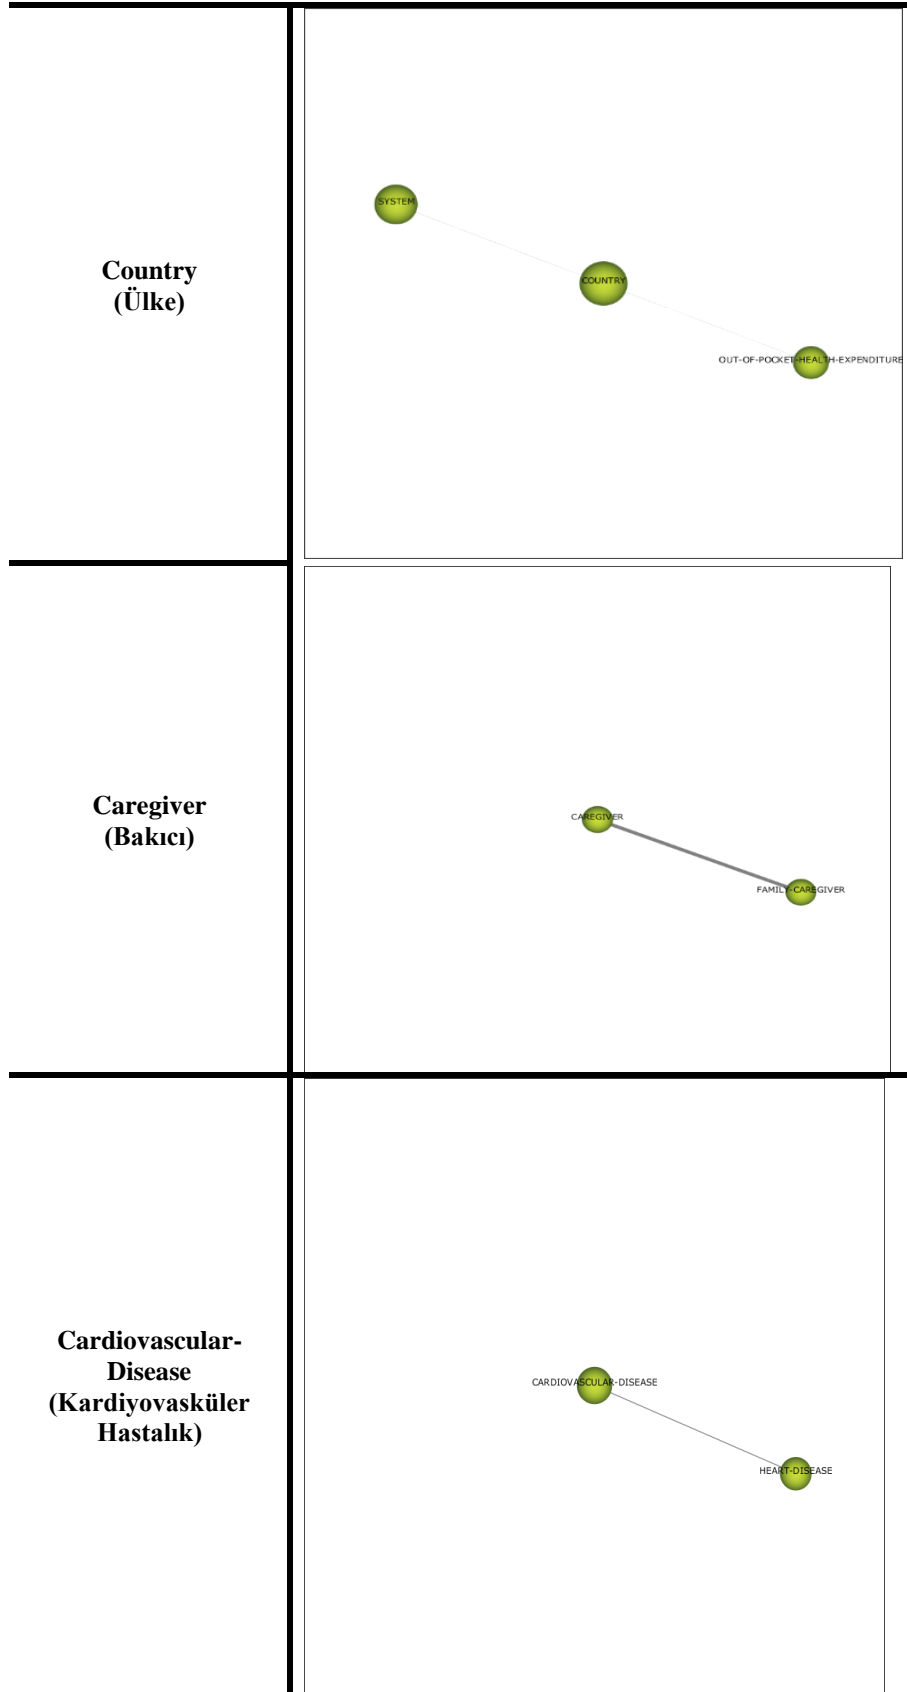 Country
(Ülke)
SYSTEM
COUNTRY
OUT-OF-POCKET-HEALTH-EXPENDITURE
Caregiver
(Bakıcı)
CAREGIVER
FAMILY-CAREGIVER
Cardiovascular-
Disease
(Kardiyovasküler
Hastalık)
CARDIOVASCULAR-DISEASE
HEART-DISEASE